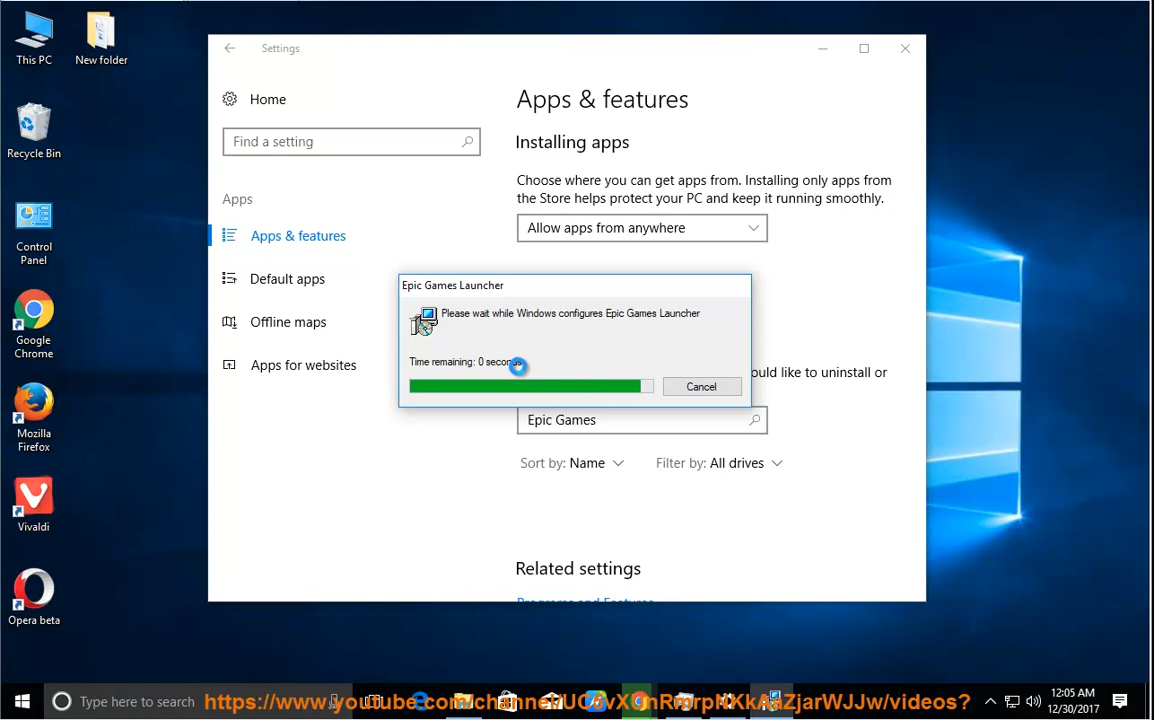 This PC
New folder
Recycle Bin
Control
Panel
Google
Chrome
Mozilla
Firefox
Vivaldi
Opera beta
Settings
Home
Find a setting
Apps
Apps & features
Default apps
Offline maps
Apps for websites
Apps & features
Installing apps
Choose where you can get apps from. Installing only apps from
the Store helps protect your PC and keep it running smoothly.
Allow apps from anywhere
Epic Games Launcher
Please wait while Windows configures Epic Games Launcher
Time remaining: 0 seconds
Cancel
ould like to uninstall or
Epic Games
Sort by: Name
Filter by: All drives
Related settings
Programs and Features
Type here to search
12:05 AM
12/30/2017